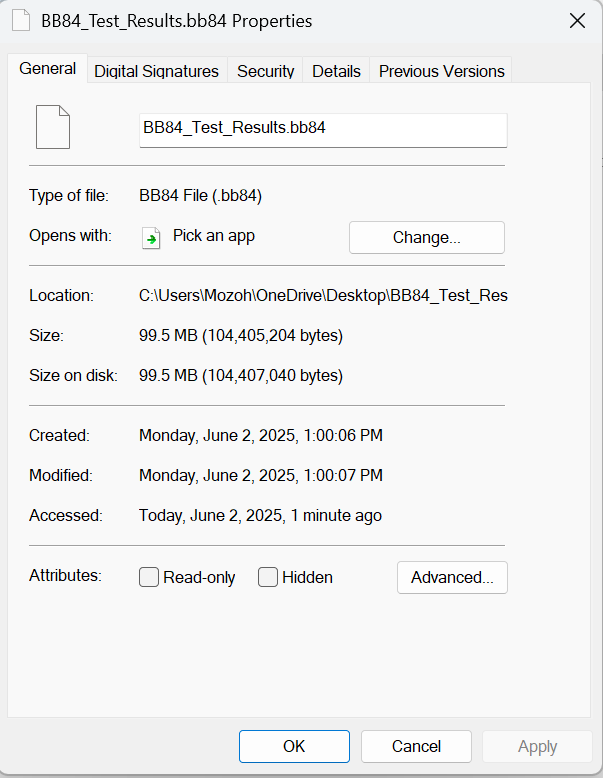 BB84_Test_Results.bb84 Properties
General Digital Signatures Security Details Previous Versions
BB84_Test_Results.bb84
Type of file: BB84 File (.bb84)
Opens with: Pick an app Change...
Location: C:\Users\Mozoh\OneDrive\Desktop\BB84_Test_Res
Size: 99.5 MB (104,405,204 bytes)
Size on disk: 99.5 MB (104,407,040 bytes)
Created: Monday, June 2, 2025, 1:00:06 PM
Modified: Monday, June 2, 2025, 1:00:07 PM
Accessed: Today, June 2, 2025, 1 minute ago
Attributes: Read-only Hidden Advanced...
OK Cancel Apply